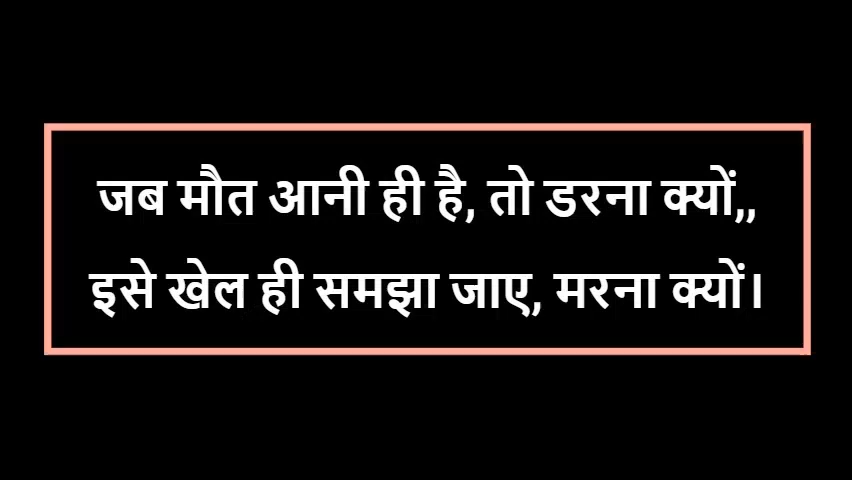 जब मौत आनी ही है, तो डरना क्यों,,
इसे खेल ही समझा जाए, मरना क्यों।